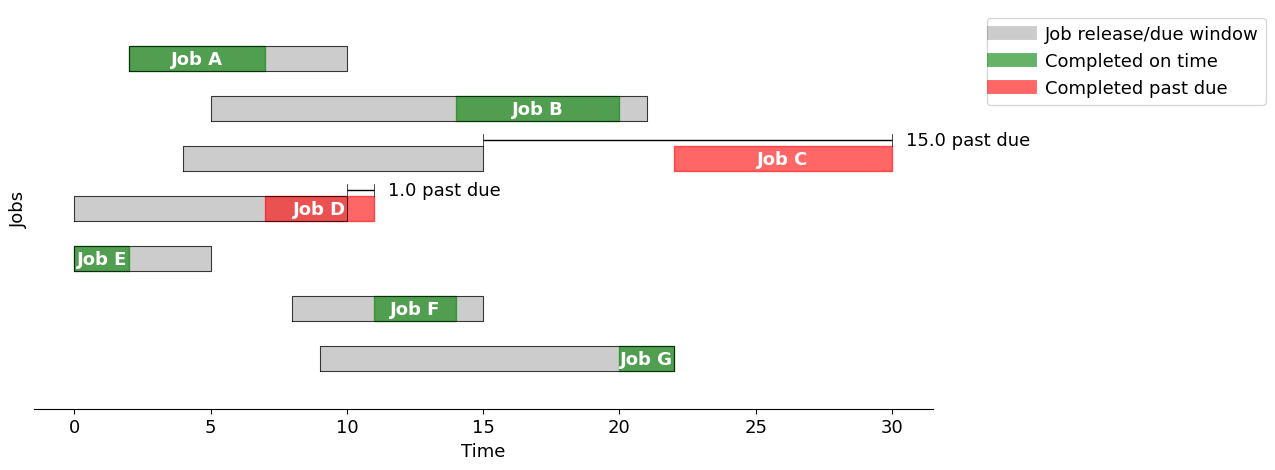 Job release/due window
Completed on time
Completed past due
Job A
Job B
15.0 past due
Job C
1.0 past due
Job D
Job E
Job F
Job G
Jobs
0 5 10 15 20 25 30
Time